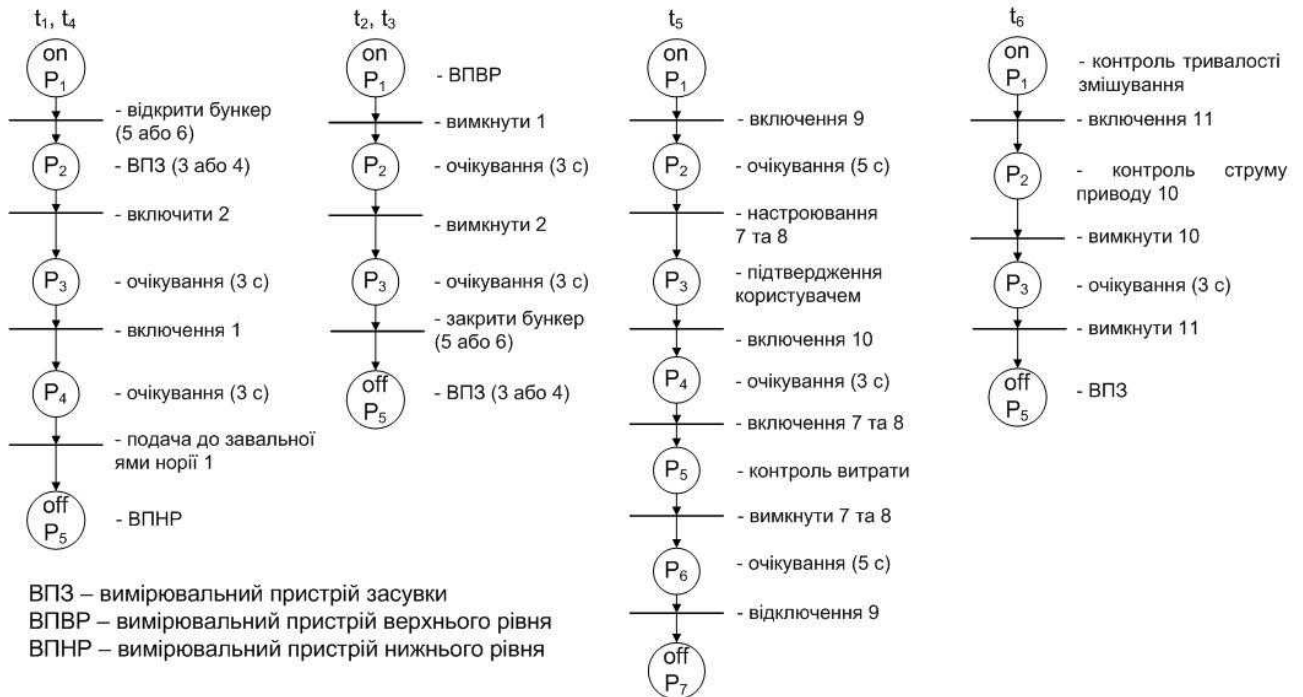 t1, t4
on
P1
- відкрити бункер
(5 або 6)
P2
- ВПЗ (3 або 4)
- включити 2
P3
- очікування (3 с)
- включення 1
P4
- очікування (3 с)
- подача до завальної
ями норії 1
off
P5
- ВПНР
t2, t3
on
P1
- ВПВР
- вимкнути 1
P2
- очікування (3 с)
- вимкнути 2
P3
- очікування (3 с)
- закрити бункер
(5 або 6)
off
P5
- ВПЗ (3 або 4)
t5
on
P1
- включення 9
P2
- очікування (5 с)
- настроювання
7 та 8
P3
- підтвердження
користувачем
- включення 10
P4
- очікування (3 с)
- включення 7 та 8
P5
- контроль витрати
- вимкнути 7 та 8
P6
- очікування (5 с)
- відключення 9
off
P7
t6
on
P1
- контроль тривалості
змішування
- включення 11
P2
- контроль струму
приводу 10
- вимкнути 10
P3
- очікування (3 с)
- вимкнути 11
off
P5
- ВПЗ
ВПЗ – вимірювальний пристрій засувки
ВПВР – вимірювальний пристрій верхнього рівня
ВПНР – вимірювальний пристрій нижнього рівня